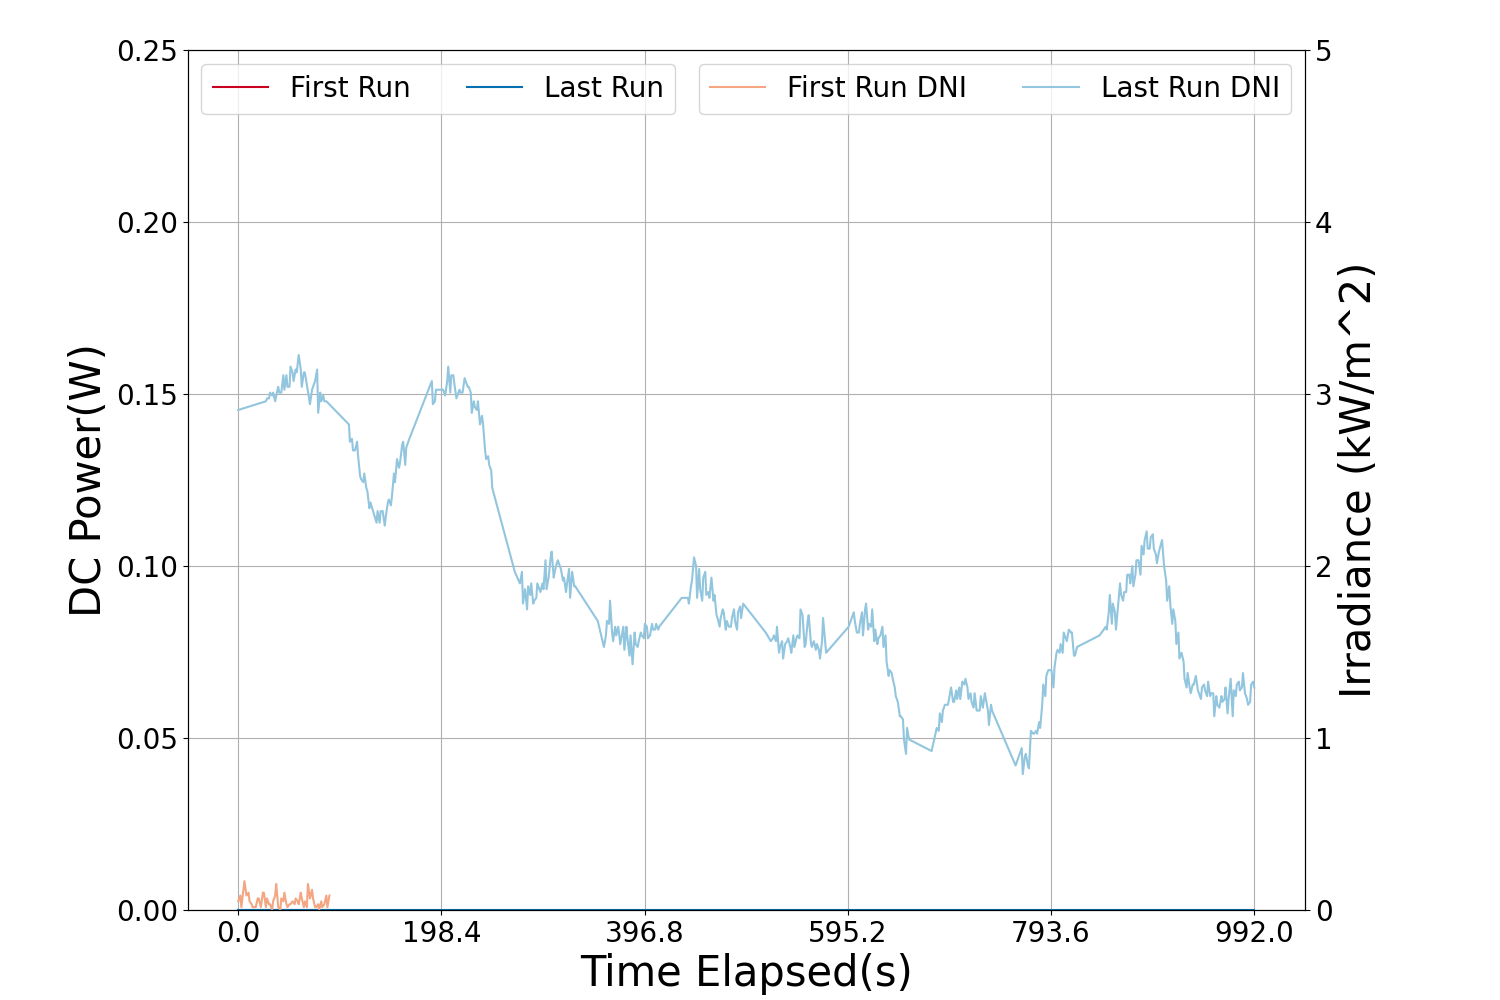 0.25
0.20
0.15
0.10
0.05
0.00
DC Power(W)
First Run
Last Run
First Run DNI
Last Run DNI
5
4
3
2
1
0
Irradiance (kW/m^2)
0.0
198.4
396.8
595.2
793.6
992.0
Time Elapsed(s)